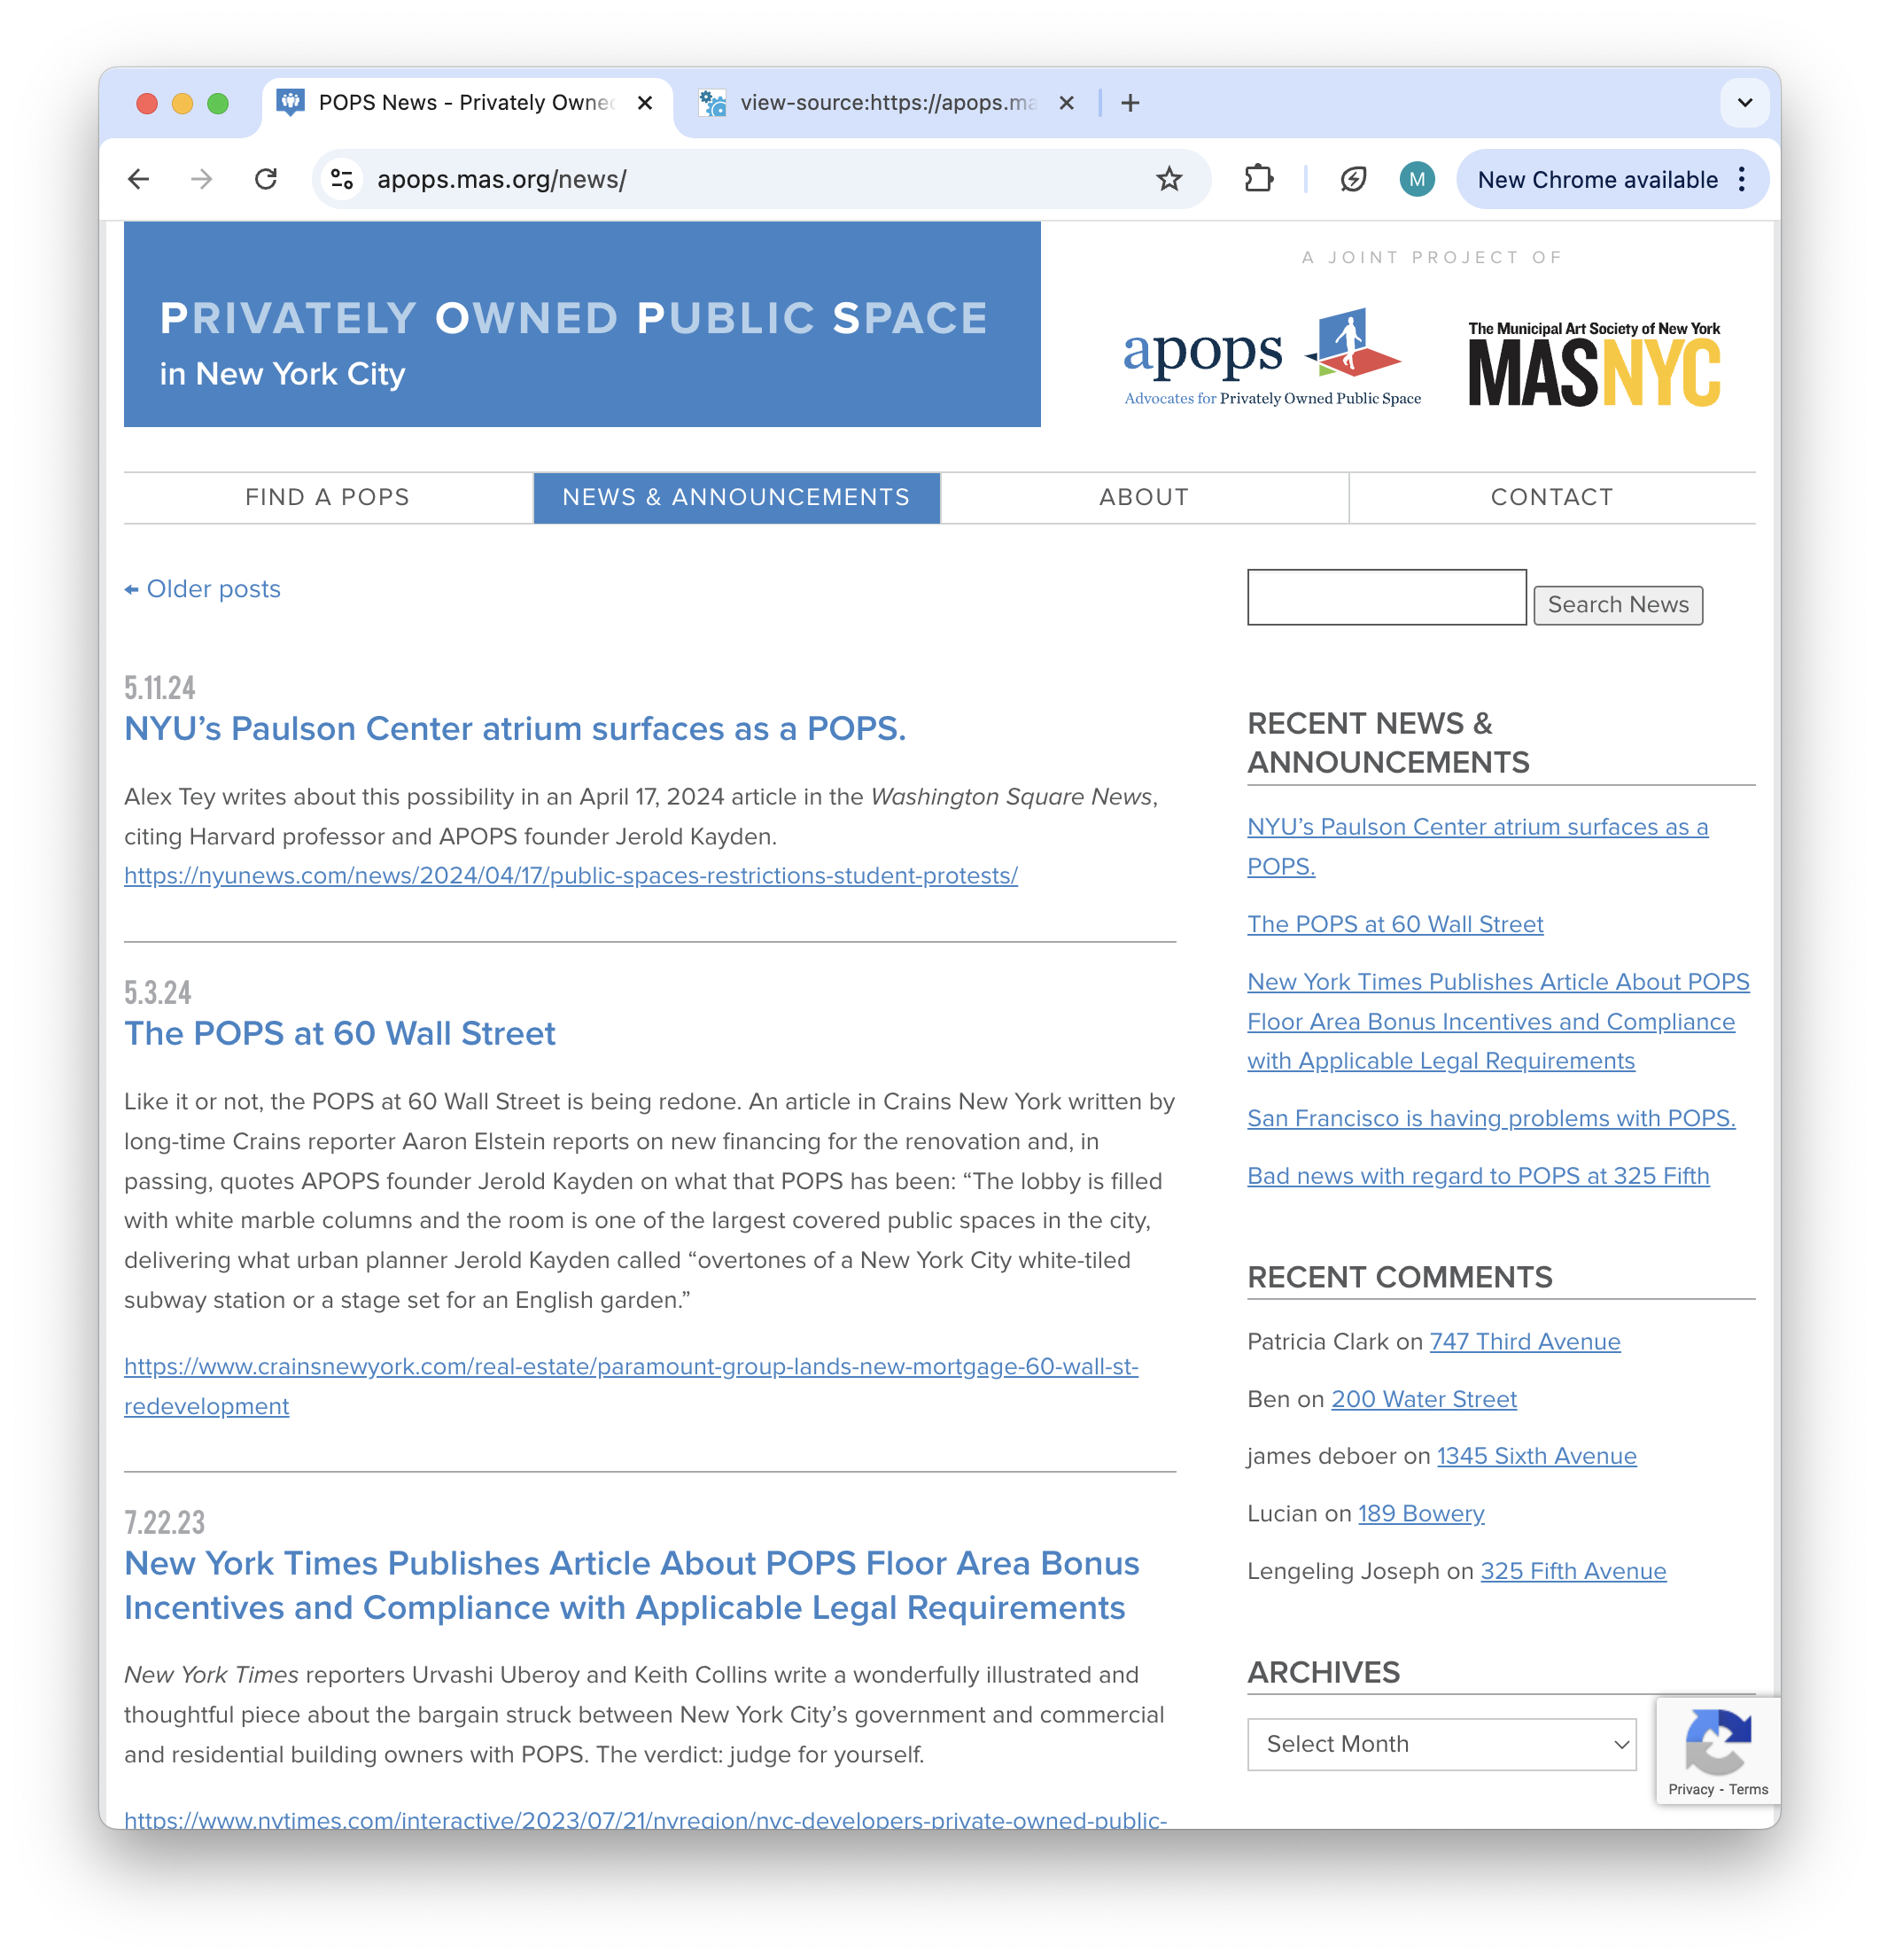 POPS News - Privately Owned
view-source:https://apops.ma
apops.mas.org/news/
M
New Chrome available
PRIVATELY OWNED PUBLIC SPACE
in New York City
A JOINT PROJECT OF
apops
Advocates for Privately Owned Public Space
The Municipal Art Society of New York
MASNYC
FIND A POPS
NEWS & ANNOUNCEMENTS
ABOUT
CONTACT
Older posts
5.11.24
NYU’s Paulson Center atrium surfaces as a POPS.
Alex Tey writes about this possibility in an April 17, 2024 article in the Washington Square News,
citing Harvard professor and APOPS founder Jerold Kayden.
https://nyunews.com/news/2024/04/17/public-spaces-restrictions-student-protests/
5.3.24
The POPS at 60 Wall Street
Like it or not, the POPS at 60 Wall Street is being redone. An article in Crains New York written by
long-time Crains reporter Aaron Elstein reports on new financing for the renovation and, in
passing, quotes APOPS founder Jerold Kayden on what that POPS has been: “The lobby is filled
with white marble columns and the room is one of the largest covered public spaces in the city,
delivering what urban planner Jerold Kayden called “overtones of a New York City white-tiled
subway station or a stage set for an English garden.”
https://www.crainsnewyork.com/real-estate/paramount-group-lands-new-mortgage-60-wall-st-
redevelopment
7.22.23
New York Times Publishes Article About POPS Floor Area Bonus
Incentives and Compliance with Applicable Legal Requirements
New York Times reporters Urvashi Uberoy and Keith Collins write a wonderfully illustrated and
thoughtful piece about the bargain struck between New York City’s government and commercial
and residential building owners with POPS. The verdict: judge for yourself.
https://www.nytimes.com/interactive/2023/07/21/nyregion/nyc-developers-private-owned-public-
Search News
RECENT NEWS &
ANNOUNCEMENTS
NYU’s Paulson Center atrium surfaces as a
POPS.
The POPS at 60 Wall Street
New York Times Publishes Article About POPS
Floor Area Bonus Incentives and Compliance
with Applicable Legal Requirements
San Francisco is having problems with POPS.
Bad news with regard to POPS at 325 Fifth
RECENT COMMENTS
Patricia Clark on 747 Third Avenue
Ben on 200 Water Street
james deboer on 1345 Sixth Avenue
Lucian on 189 Bowery
Lengeling Joseph on 325 Fifth Avenue
ARCHIVES
Select Month
Privacy - Terms